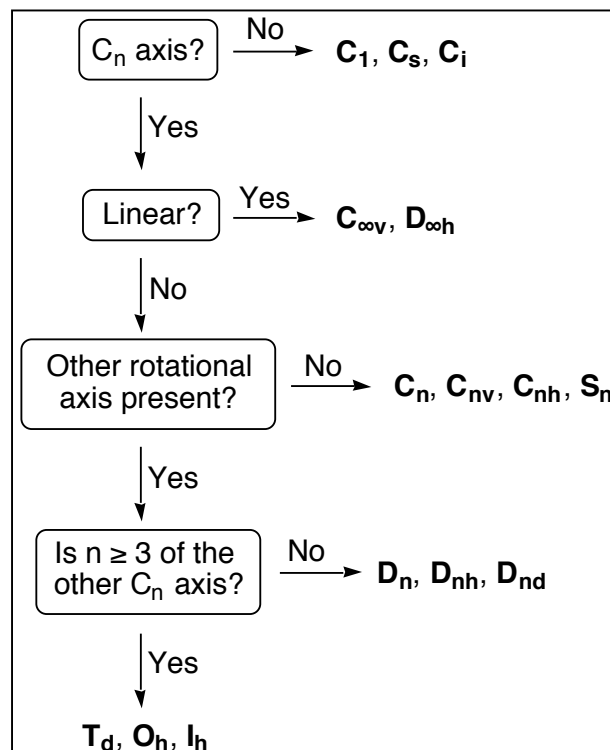 Cn axis?
No
C1, Cs, Ci
Yes
Linear?
Yes
C∞v, D∞h
No
Other rotational
axis present?
No
Cn, Cnv, Cnh, Sn
Yes
Is n ≥ 3 of the
other Cn axis?
No
Dn, Dnh, Dnd
Yes
Td, Oh, Ih